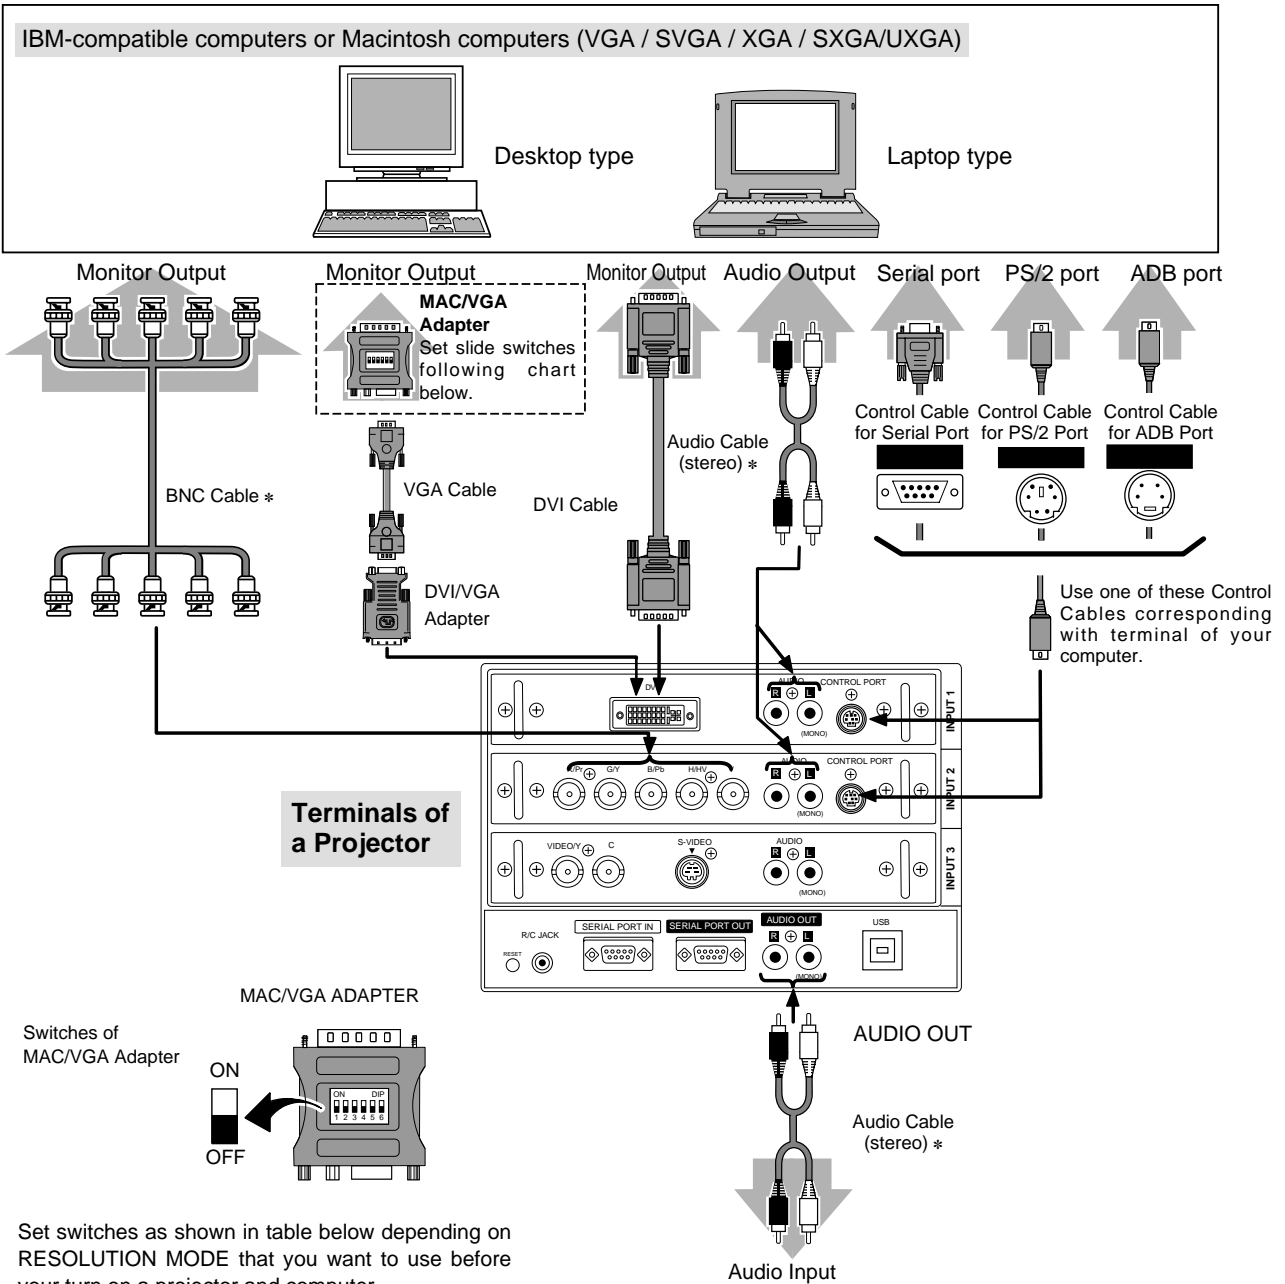 IBM-compatible computers or Macintosh computers (VGA / SVGA / XGA / SXGA/UXGA)
Desktop type
Laptop type
Monitor Output
Monitor Output
Monitor Output
Audio Output
Serial port
PS/2 port
ADB port
MAC/VGA
Adapter
Set slide switches
following chart
below.
Control Cable
for Serial Port
Control Cable
for PS/2 Port
Control Cable
for ADB Port
Audio Cable
(stereo) *
BNC Cable *
VGA Cable
DVI Cable
DVI/VGA
Adapter
Use one of these Control
Cables corresponding
with terminal of your
computer.
AUDIO
R
L
(MONO)
CONTROL PORT
INPUT 1
Terminals of
a Projector
G/Y
B/Pb
H/HV
AUDIO
R
L
(MONO)
CONTROL PORT
INPUT 2
VIDEO/Y
C
S-VIDEO
AUDIO
R
L
(MONO)
INPUT 3
RESET
R/C JACK
SERIAL PORT IN
SERIAL PORT OUT
AUDIO OUT
R
L
(MONO)
USB
MAC/VGA ADAPTER
Switches of
MAC/VGA Adapter
ON
OFF
ON DIP
1 2 3 4 5 6
AUDIO OUT
Audio Cable
(stereo) *
Audio Input
Set switches as shown in table below depending on
RESOLUTION MODE that you want to use before
your turn on a projector and computer